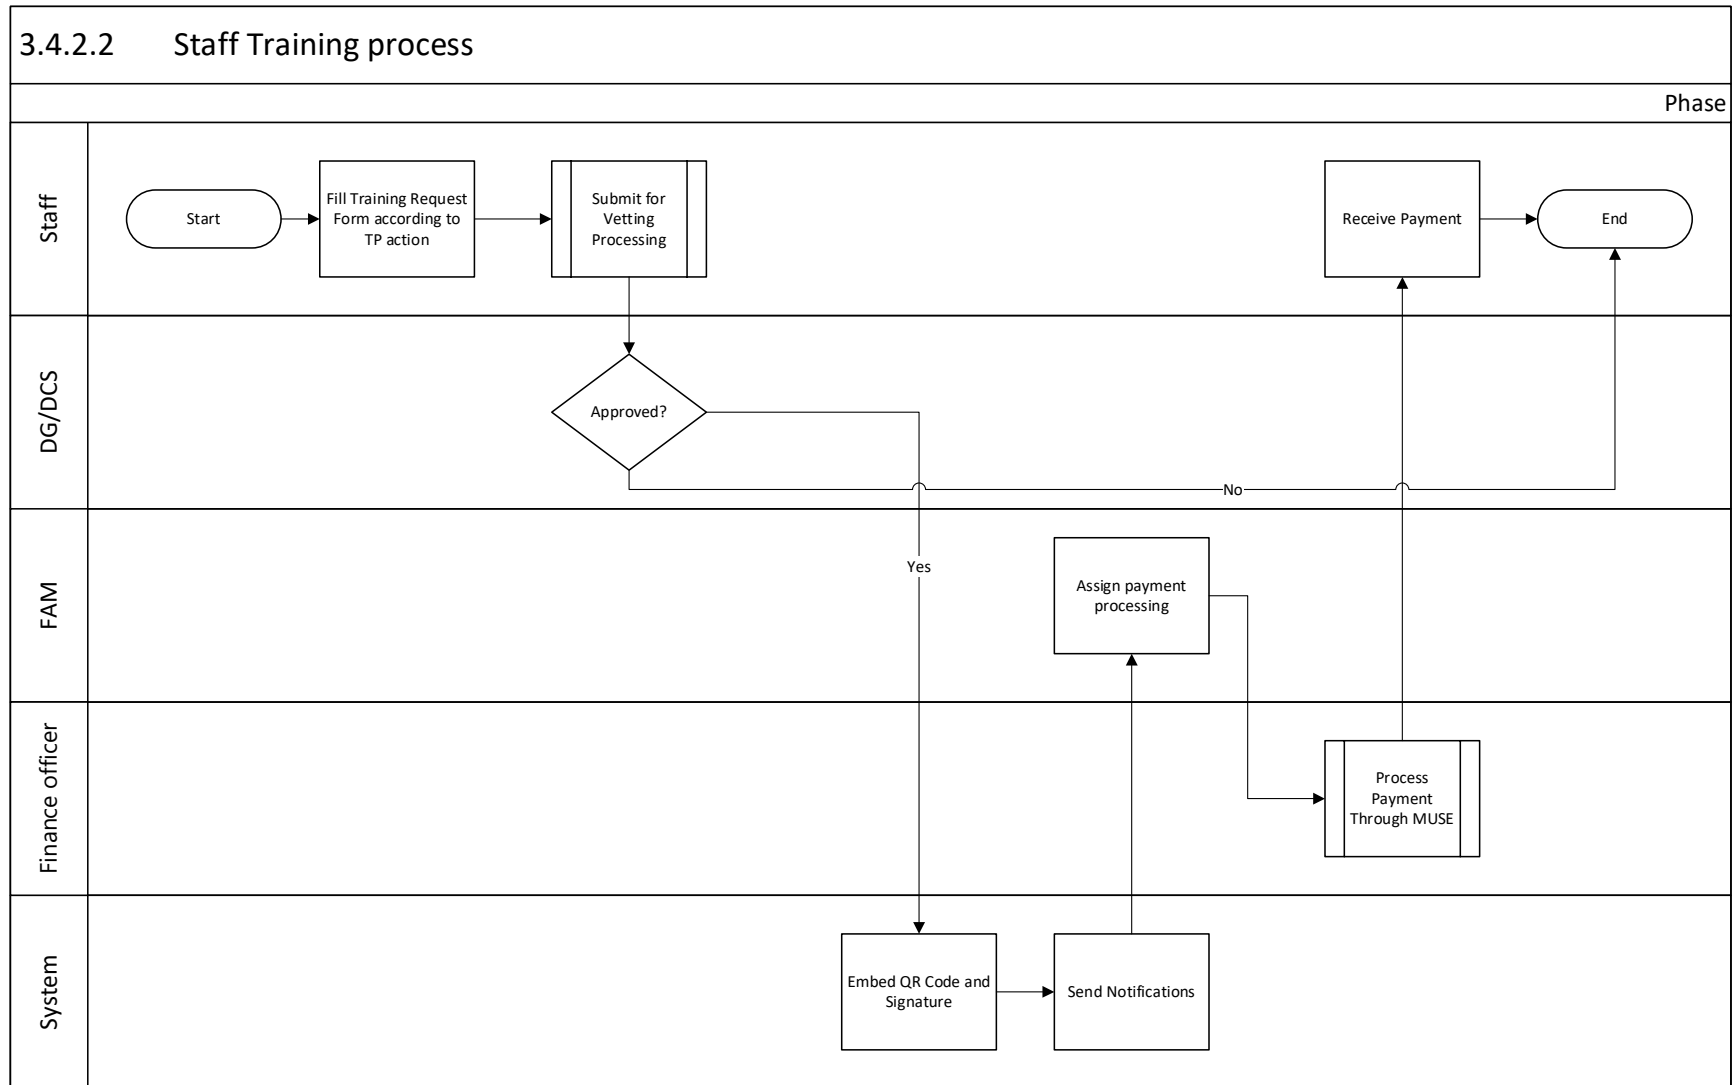 3.4.2.2 Staff Training process
Phase
Staff
Start
Fill Training Request
Form according to
TP action
Submit for
Vetting
Processing
Receive Payment
End
DG/DCS
Approved?
No
FAM
Yes
Assign payment
processing
Finance officer
Process
Payment
Through MUSE
System
Embed QR Code and
Signature
Send Notifications